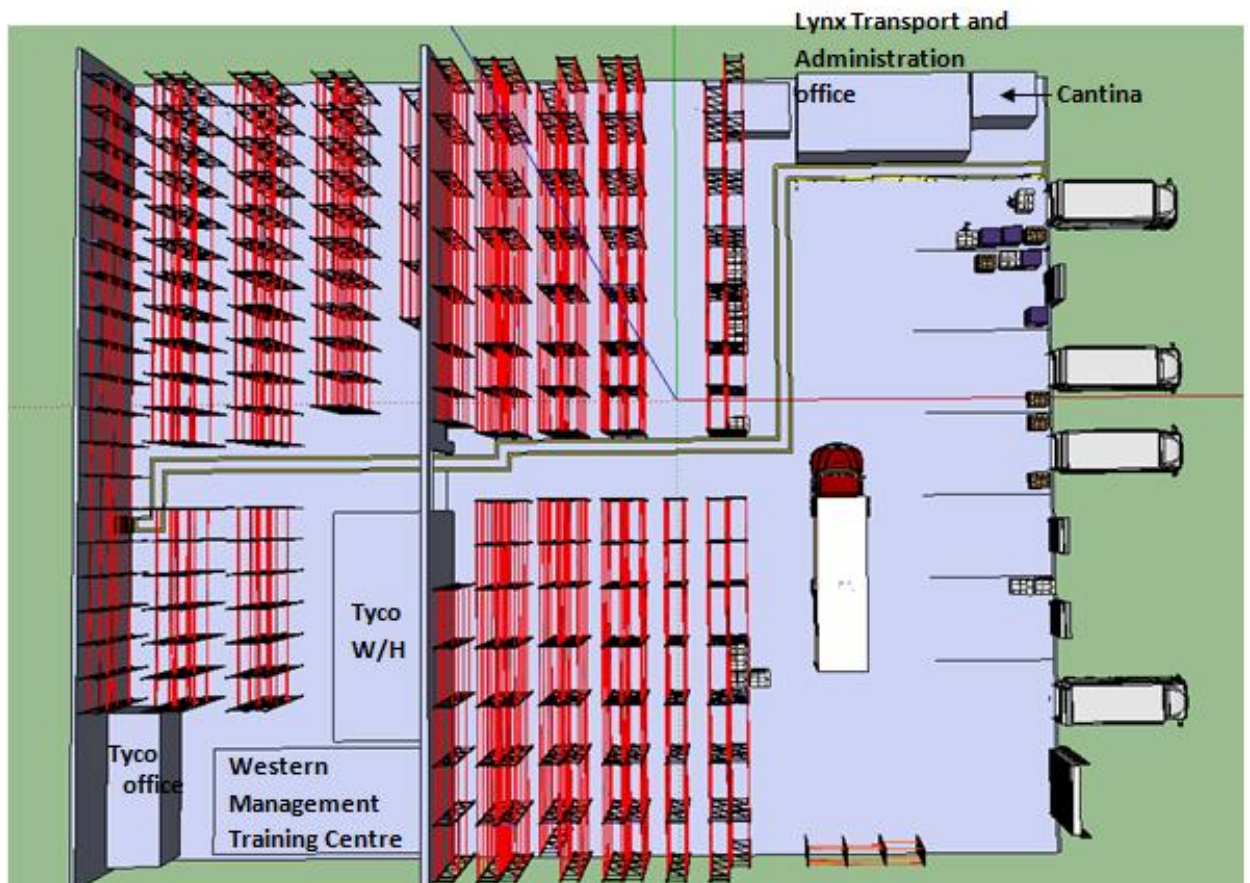 Lynx Transport and
Administration
office
Cantina
Tyco
W/H
Tyco
office
Western
Management
Training Centre